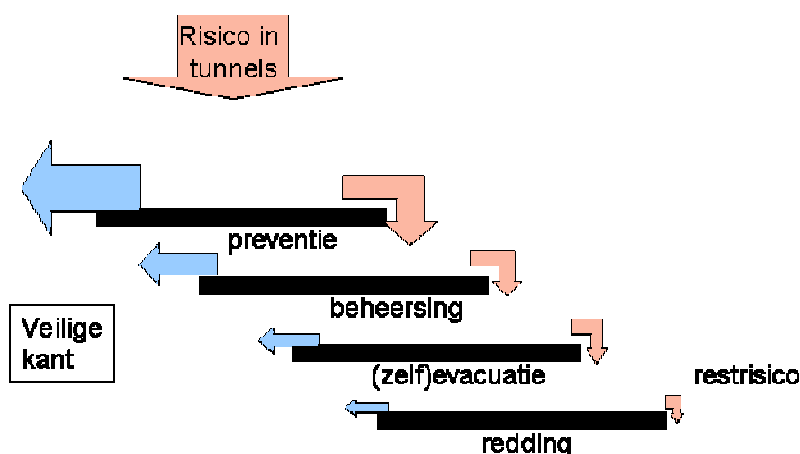 Risico in
tunnels
preventie
beheersing
Veilige
kant
(zelf)evacuatie
restrisico
redding